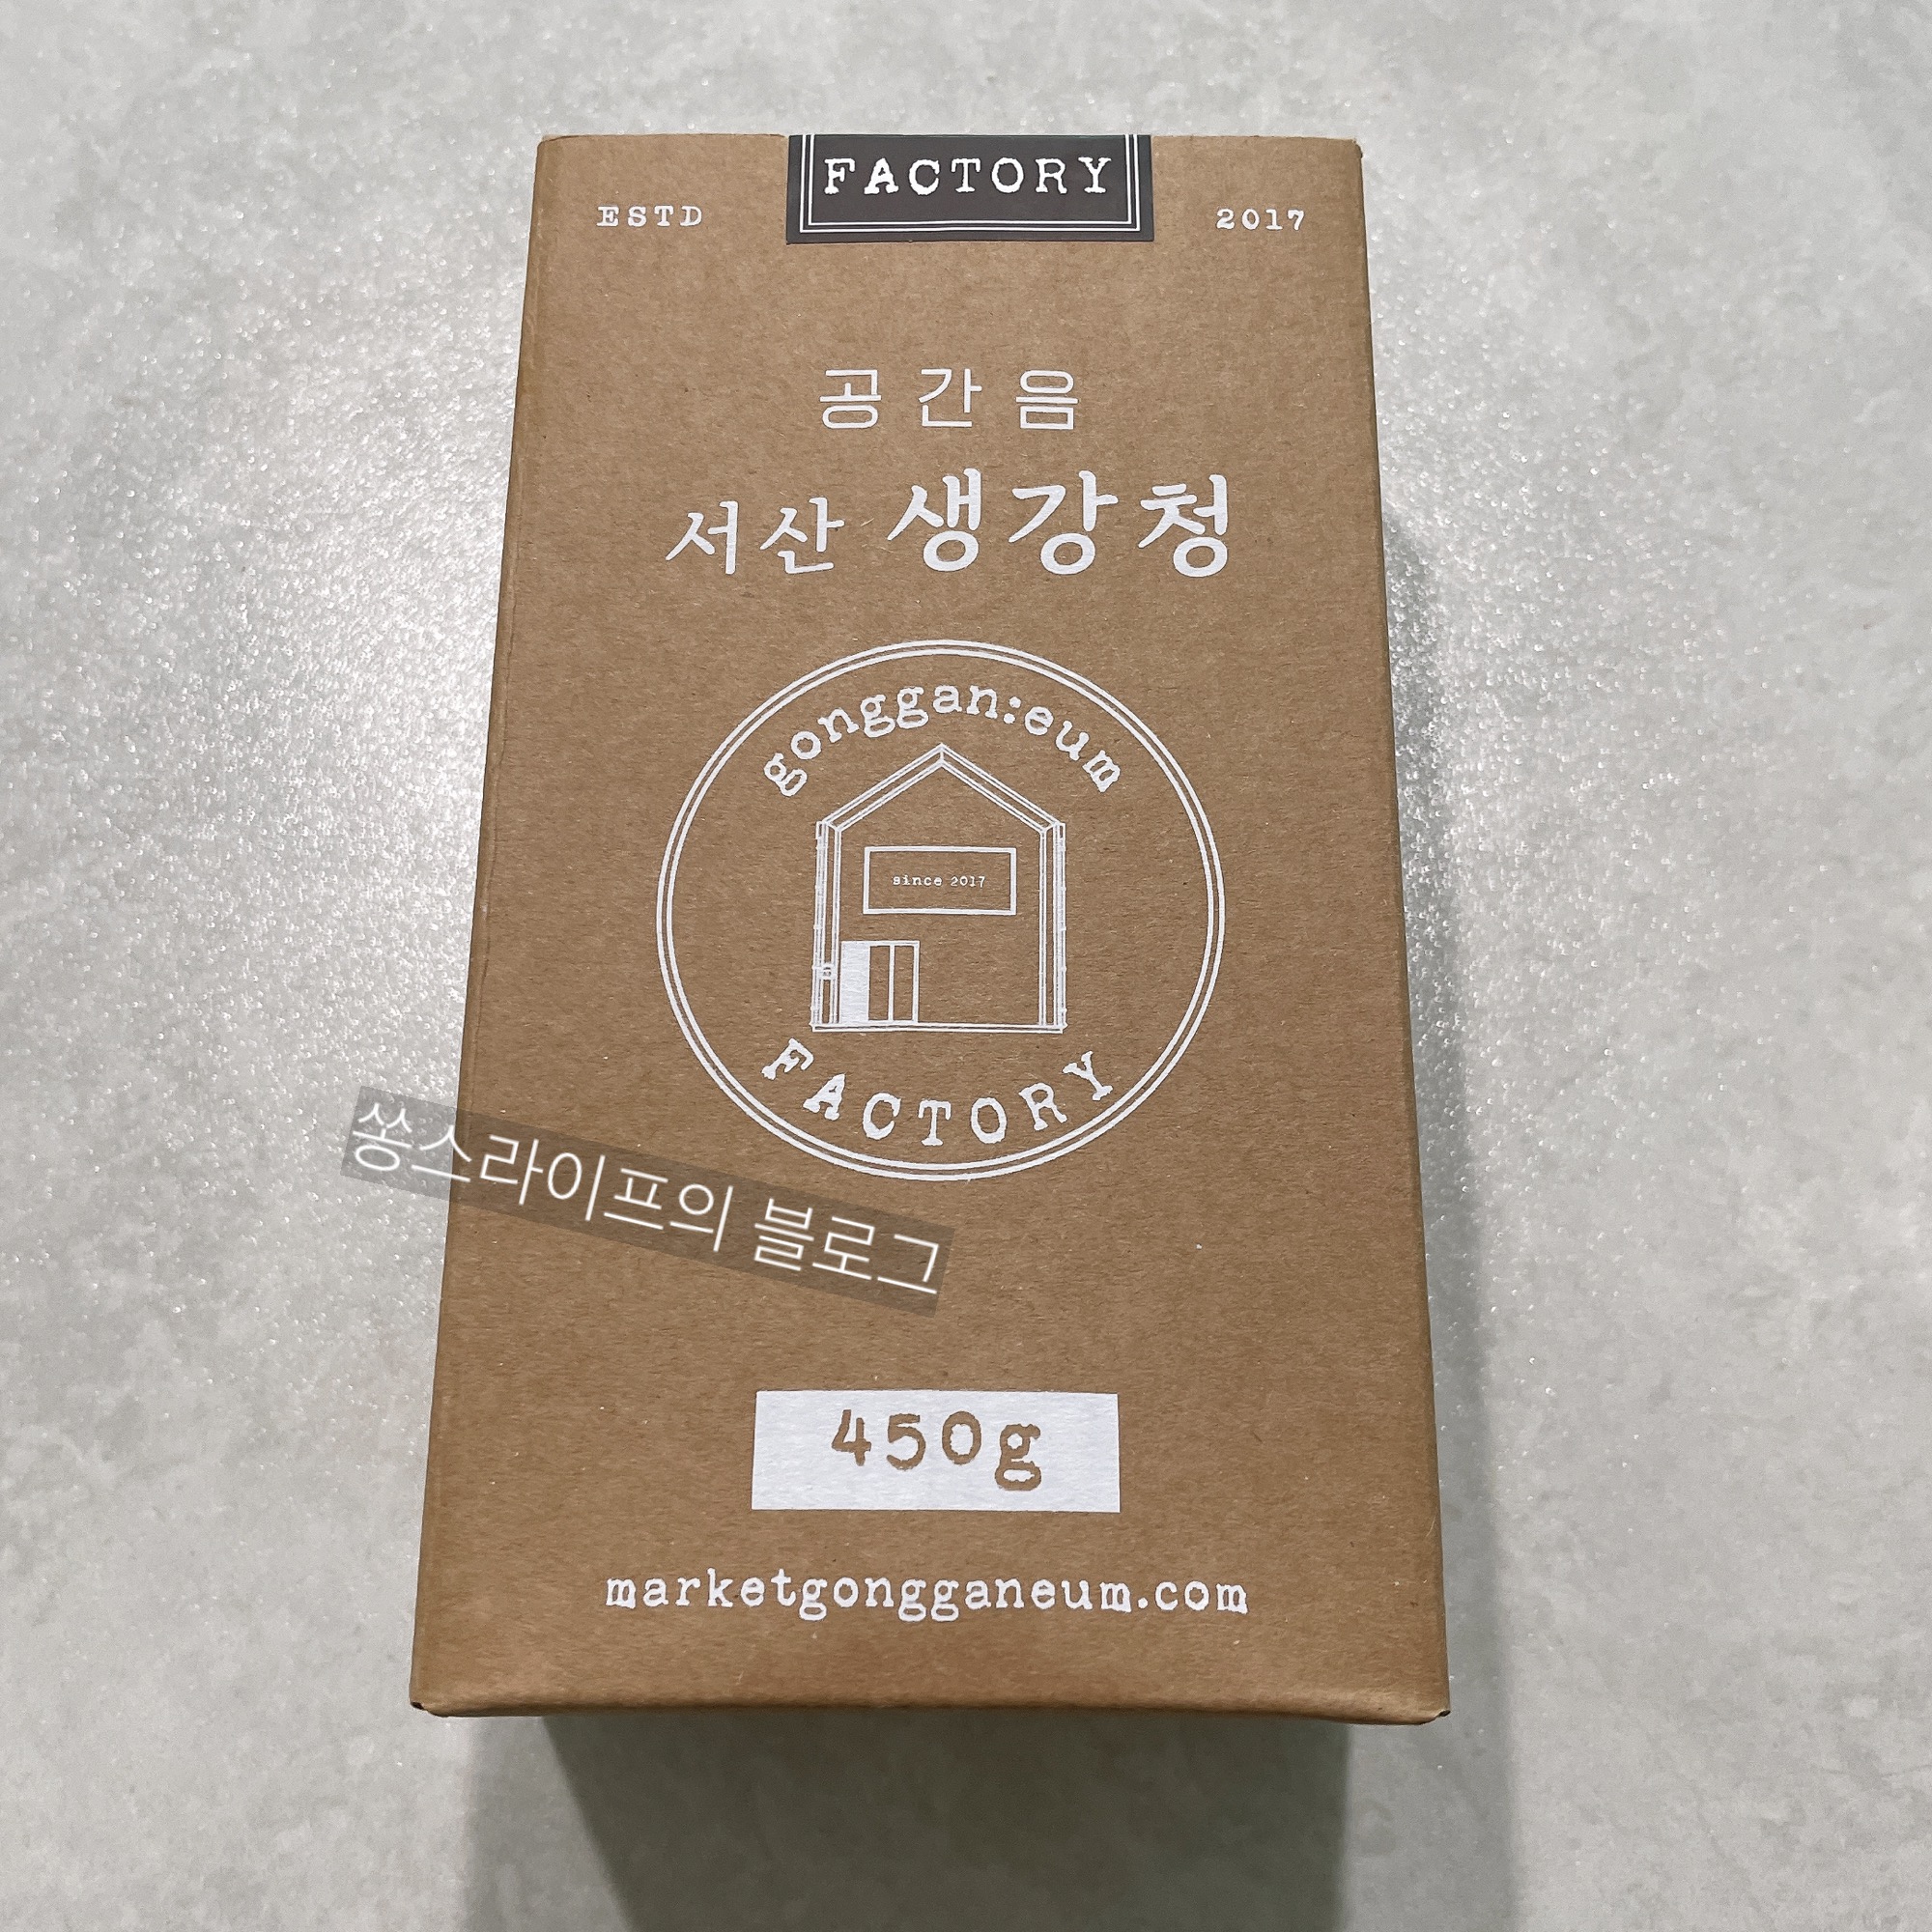 FACTORY
ESTD 2017
공간음
서산 생강청
gonggan:eum
since 2017
FACTORY
쏭스라이프의 블로그
450g
marketgongganeum.com